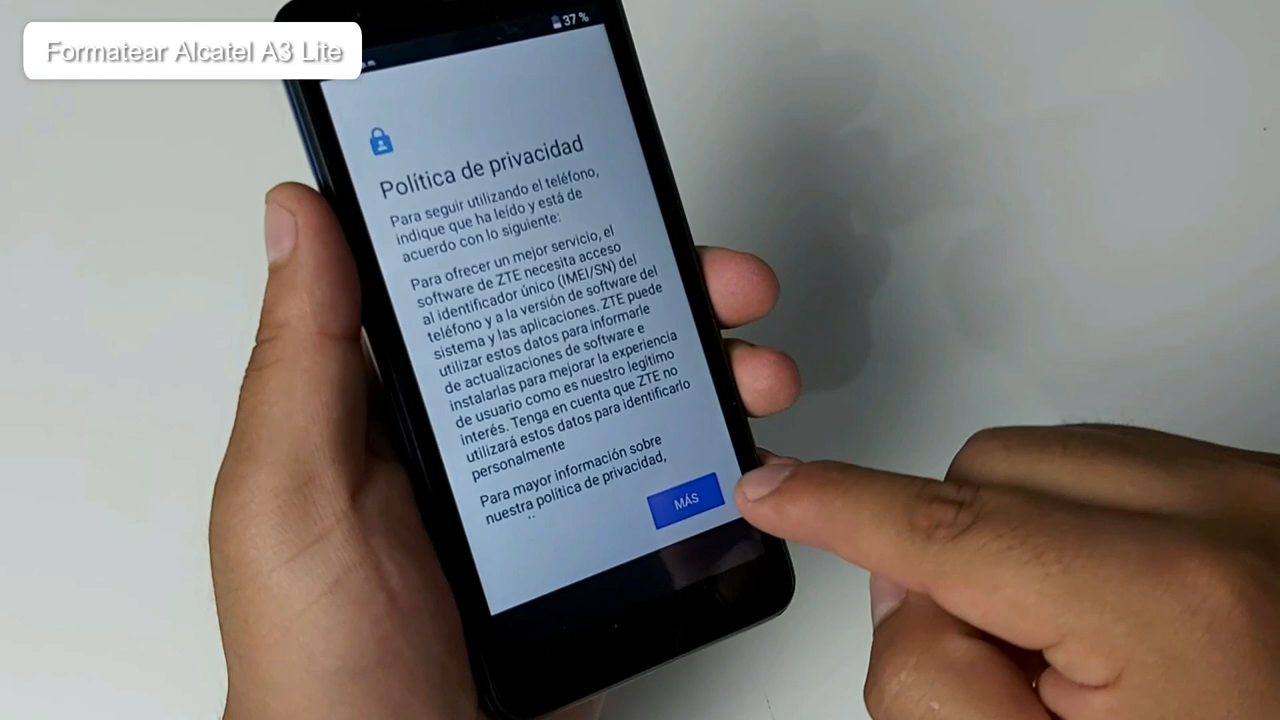 Formatear Alcatel A3 Lite
37 %
Política de privacidad
Para seguir utilizando el teléfono,
indique que ha leído y está de
acuerdo con lo siguiente:
Para ofrecer un mejor servicio, el
software de ZTE necesita acceso
al identificador único (IMEI/SN) del
teléfono y a la versión de software del
sistema y las aplicaciones. ZTE puede
utilizar estos datos para informarle
de actualizaciones de software e
instalarlas para mejorar la experiencia
de usuario como es nuestro legítimo
interés. Tenga en cuenta que ZTE no
utilizará estos datos para identificarlo
personalmente
Para mayor información sobre
nuestra política de privacidad,
MÁS